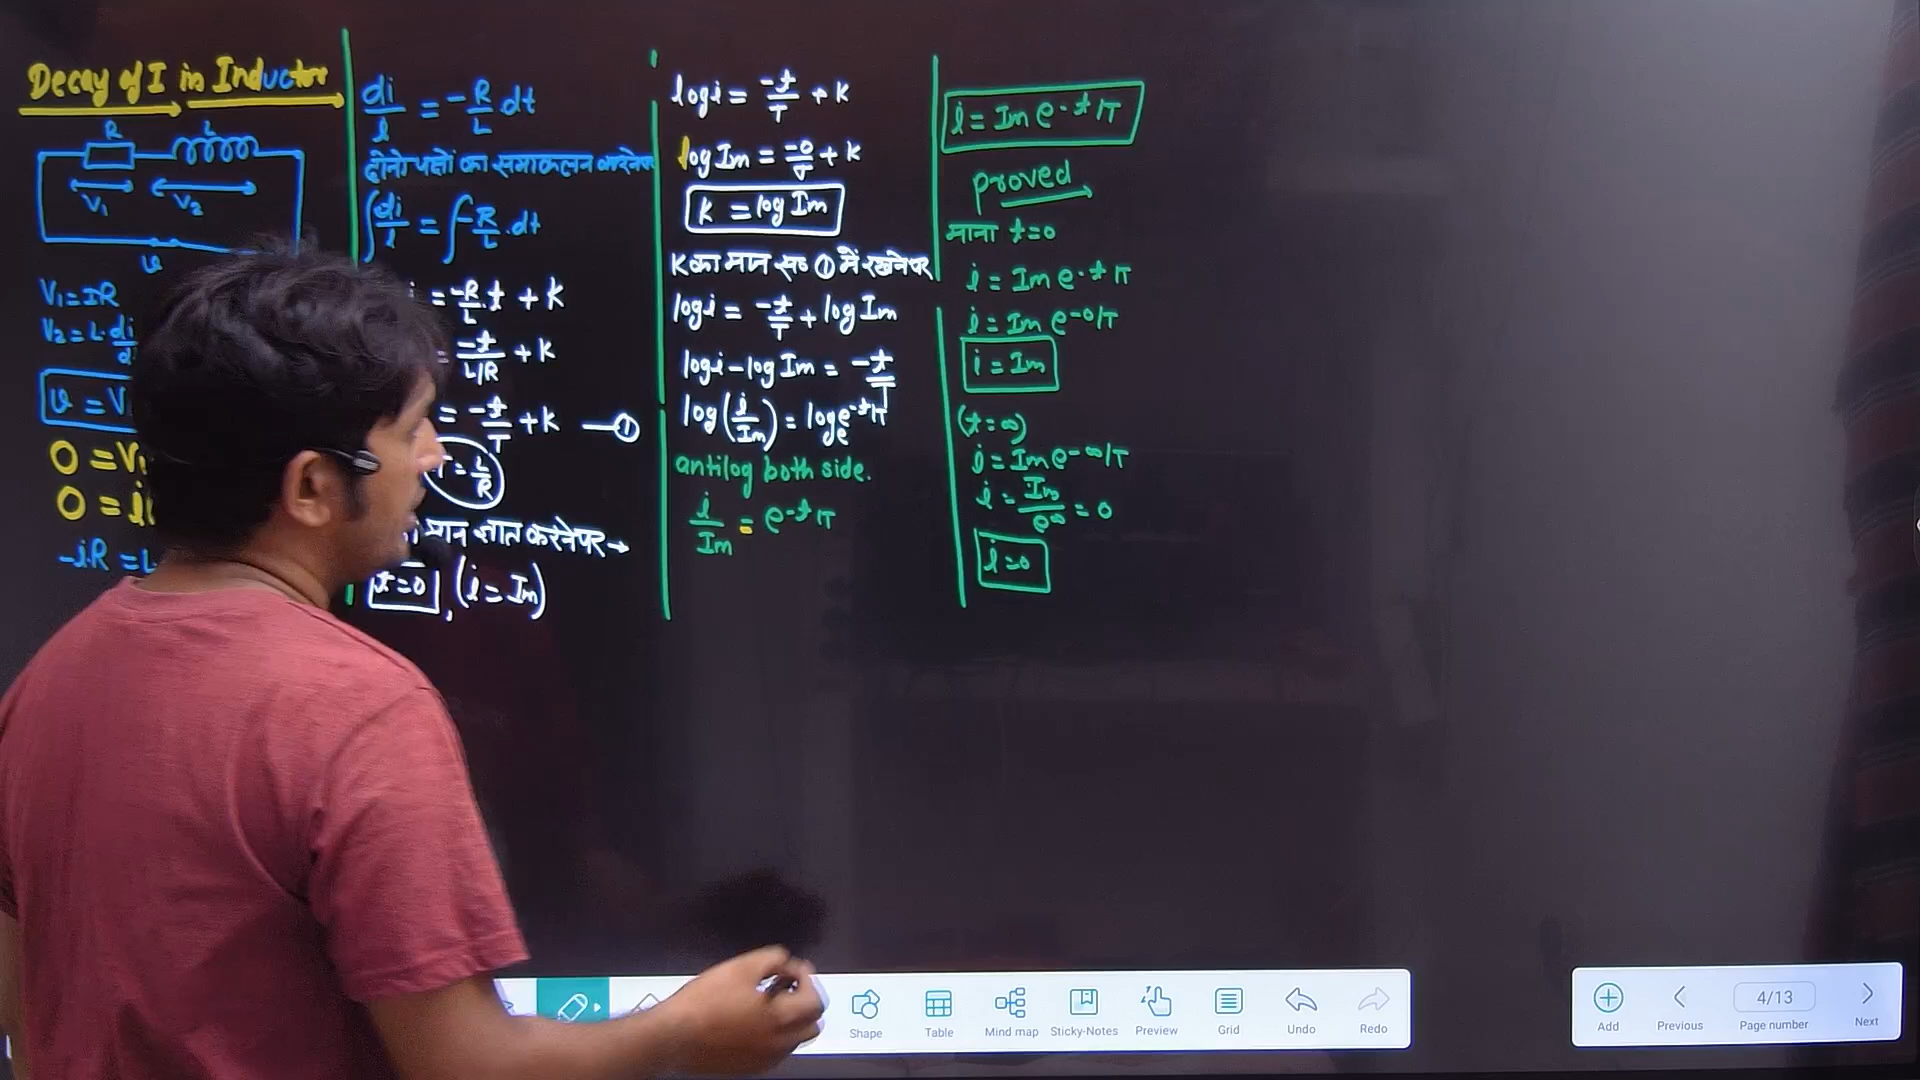 Decay of I in Inductor
R L
V₁ V₂
v
V₁ = IR
V₂ = L·di/d
v = V
0 = V₁
0 = i
-i·R = L
di/i = -R/L dt
दोनो पक्षों का समाकलन करने पर
∫di/i = ∫-R/L·dt
= -R/L·t + K
= -t/L/R + K
= -t/T + K —①
T = L/R
मान ज्ञात करने पर →
t=0, (i = Im)
log i = -t/T + K
log Im = -0/T + K
K = log Im
K का मान स० ① में रखने पर
log i = -t/T + log Im
log i - log Im = -t/T
log(i/Im) = logₑe^-t/T
antilog both side.
i/Im = e^-t/T
i = Im e^-t/T
proved
माना t=0
i = Im e^-t/T
i = Im e^-0/T
i = Im
(t = ∞)
i = Im e^-∞/T
i = Im/e^∞ = 0
i = 0
Shape Table Mind map Sticky-Notes Preview Grid Undo Redo
Add Previous 4/13 Page number Next